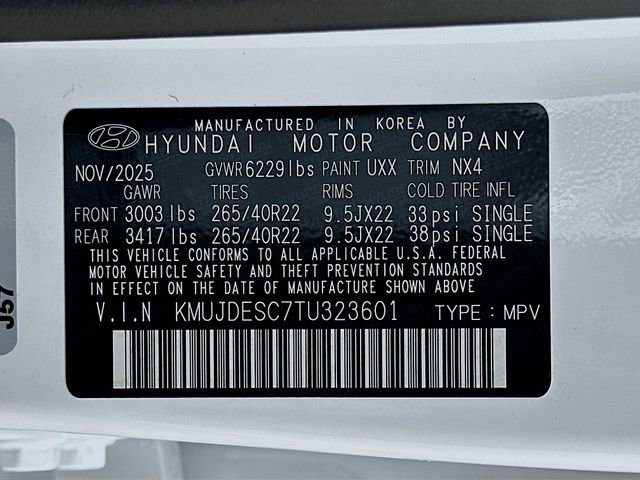 MANUFACTURED IN KOREA BY
HYUNDAI MOTOR COMPANY
NOV/2025 GVWR 6229 lbs PAINT UXX TRIM NX4
GAWR TIRES RIMS COLD TIRE INFL
FRONT 3003 lbs 265/40R22 9.5JX22 33 psi SINGLE
REAR 3417 lbs 265/40R22 9.5JX22 38 psi SINGLE
THIS VEHICLE CONFORMS TO ALL APPLICABLE U.S.A. FEDERAL
MOTOR VEHICLE SAFETY AND THEFT PREVENTION STANDARDS
IN EFFECT ON THE DATE OF MANUFACTURE SHOWN ABOVE
V.I.N KMUJDESC7TU323601 TYPE : MPV
J57